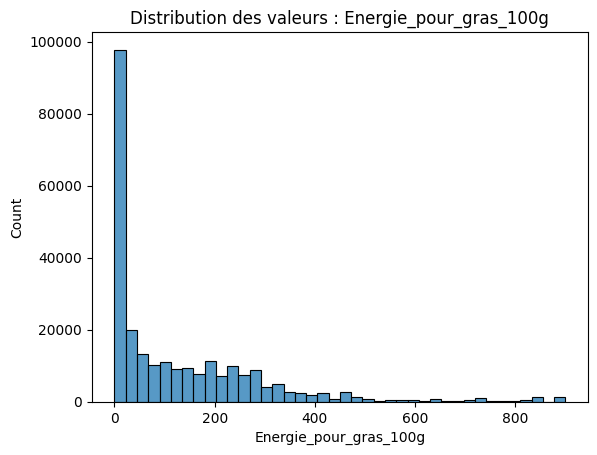 Distribution des valeurs : Energie_pour_gras_100g
100000
80000
60000
40000
20000
0
Count
0 200 400 600 800
Energie_pour_gras_100g